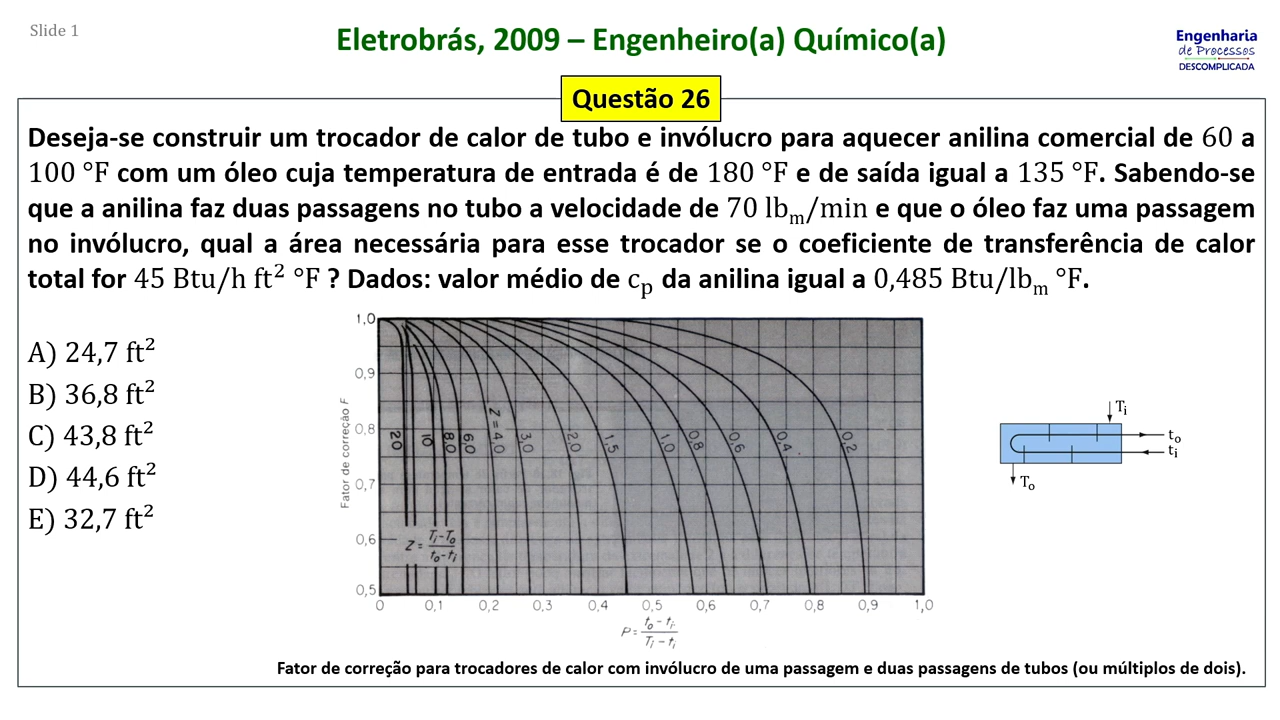 Slide 1
Eletrobrás, 2009 – Engenheiro(a) Químico(a)
Engenharia
de Processos
DESCOMPLICADA
Questão 26
Deseja-se construir um trocador de calor de tubo e invólucro para aquecer anilina comercial de 60 a
100 °F com um óleo cuja temperatura de entrada é de 180 °F e de saída igual a 135 °F. Sabendo-se
que a anilina faz duas passagens no tubo a velocidade de 70 lbₘ/min e que o óleo faz uma passagem
no invólucro, qual a área necessária para esse trocador se o coeficiente de transferência de calor
total for 45 Btu/h ft² °F ? Dados: valor médio de cₚ da anilina igual a 0,485 Btu/lbₘ °F.
A) 24,7 ft²
B) 36,8 ft²
C) 43,8 ft²
D) 44,6 ft²
E) 32,7 ft²
Fator de correção F
1,0
0,9
0,8
0,7
0,6
0,5
20
10
8,0
6,0
Z = 4,0
3,0
2,0
1,5
1,0
0,8
0,6
0,4
0,2
Z = (Tᵢ - Tₒ) / (tₒ - tᵢ)
0 0,1 0,2 0,3 0,4 0,5 0,6 0,7 0,8 0,9 1,0
P = (tₒ - tᵢ) / (Tᵢ - tᵢ)
Tᵢ
tₒ
tᵢ
Tₒ
Fator de correção para trocadores de calor com invólucro de uma passagem e duas passagens de tubos (ou múltiplos de dois).